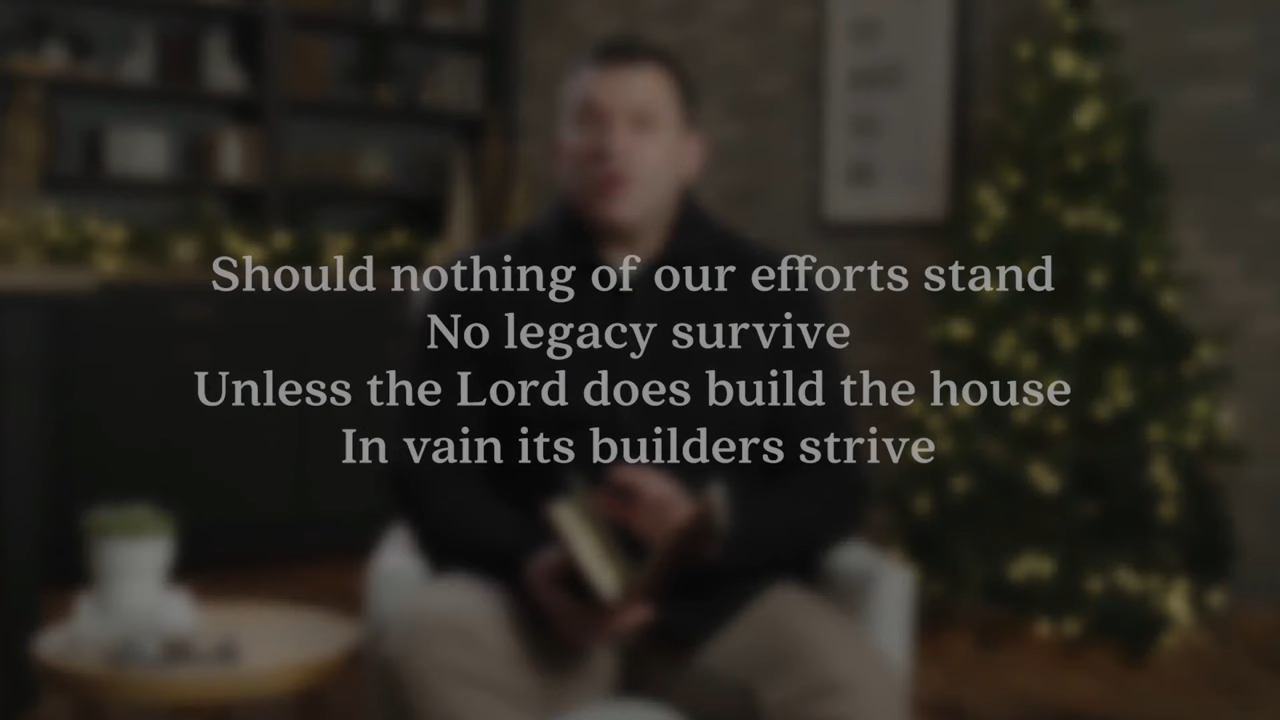 Should nothing of our efforts stand
No legacy survive
Unless the Lord does build the house
In vain its builders strive